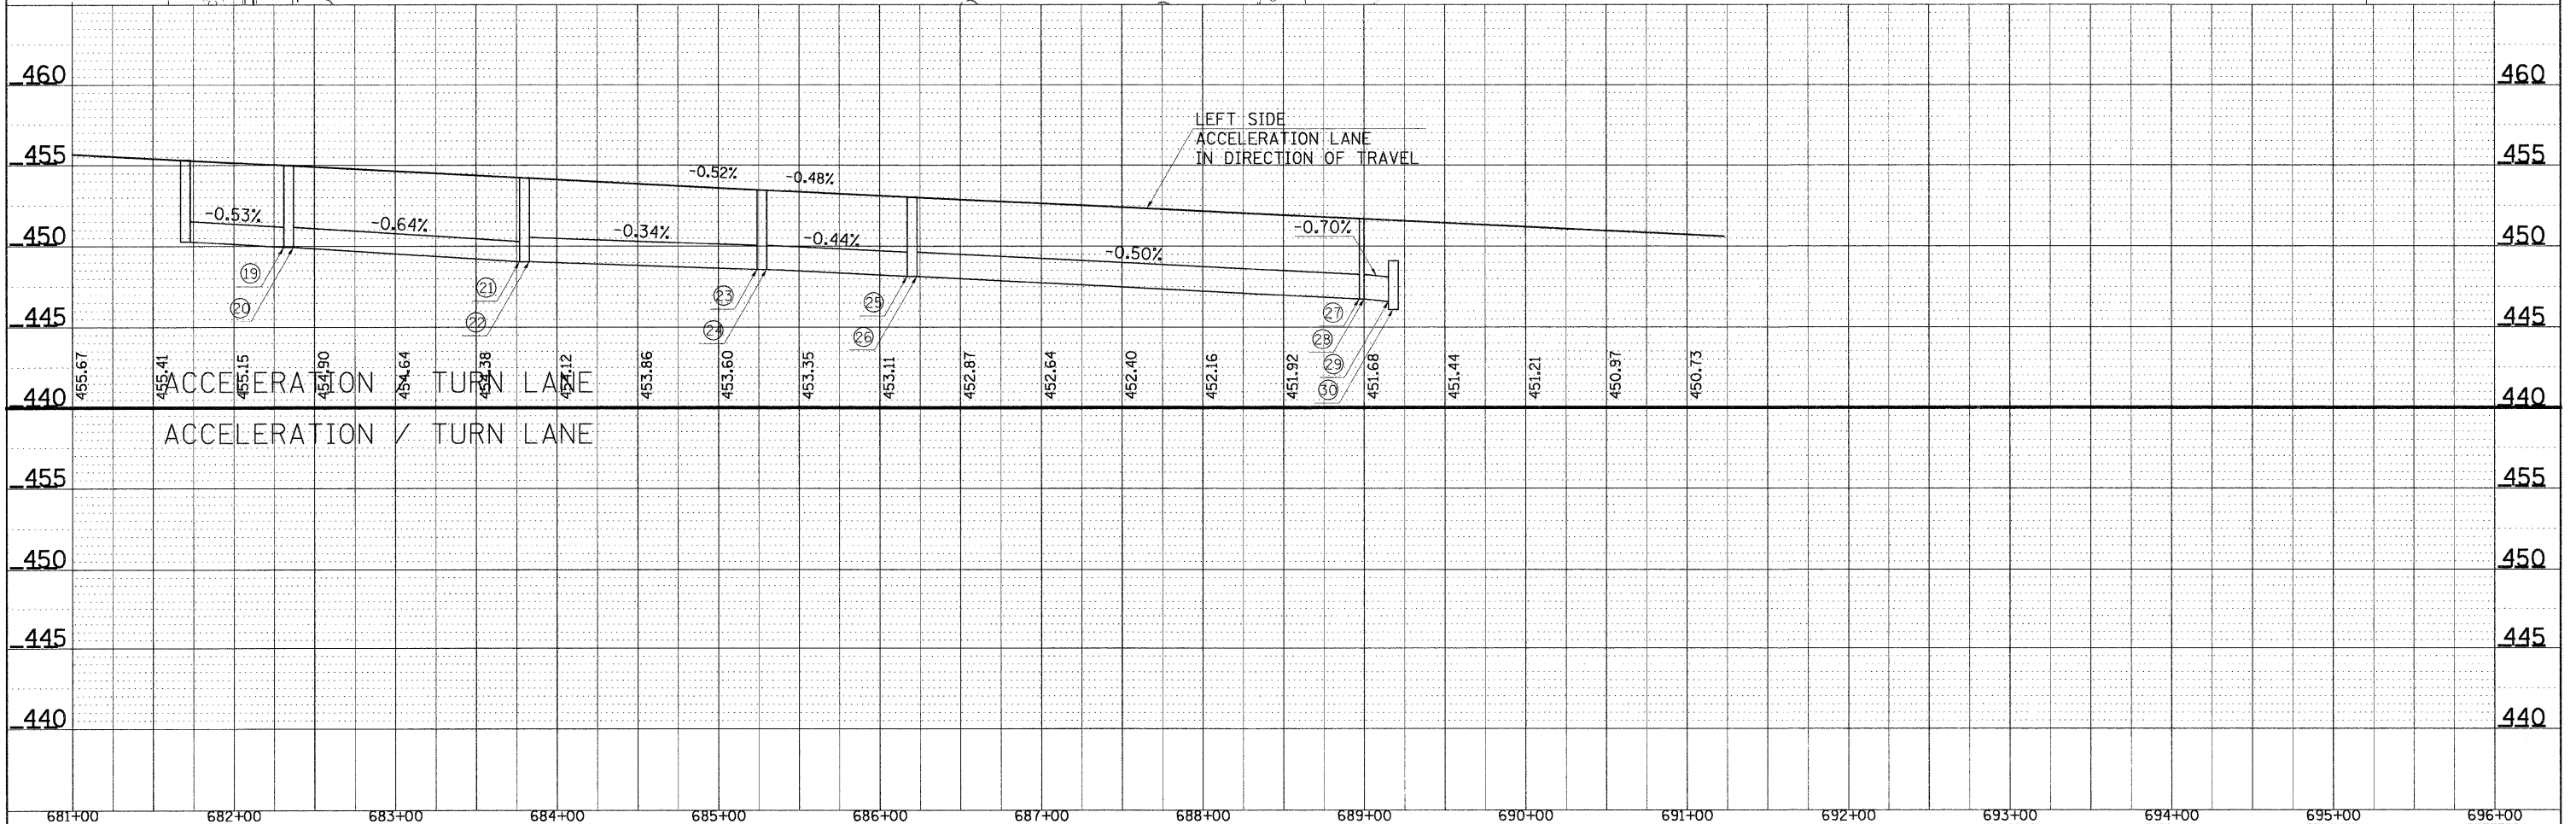 460 460
LEFT SIDE
ACCELERATION LANE
IN DIRECTION OF TRAVEL
455 455
-0.52% -0.48%
-0.53% -0.64% -0.34% -0.44% -0.50% -0.70%
450 450
19 20 21 22 23 24 25 26 27 28 29 30
445 445
455.67 455.41 455.15 454.90 454.64 454.38 454.12 453.86 453.60 453.35 453.11 452.87 452.64 452.40 452.16 451.92 451.68 451.44 451.21 450.97 450.73
ACCELERATION / TURN LANE
440 440
ACCELERATION / TURN LANE
455 455
450 450
445 445
440 440
681+00 682+00 683+00 684+00 685+00 686+00 687+00 688+00 689+00 690+00 691+00 692+00 693+00 694+00 695+00 696+00